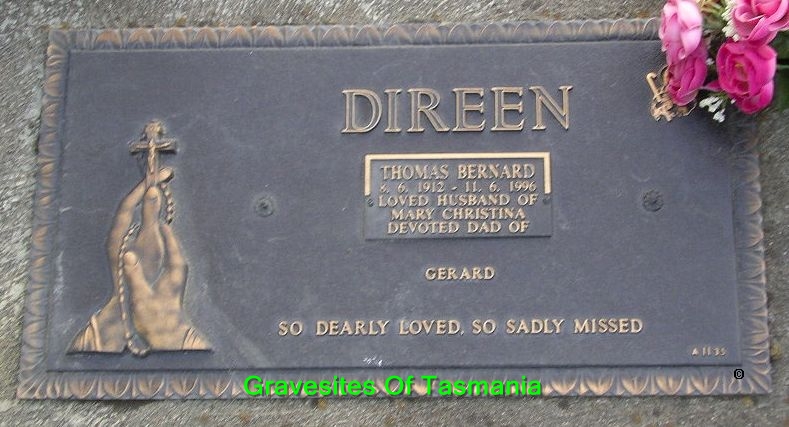 DIREEN
THOMAS BERNARD
8. 6. 1912 - 11. 6. 1996
LOVED HUSBAND OF
MARY CHRISTINA
DEVOTED DAD OF
GERARD
SO DEARLY LOVED, SO SADLY MISSED
A 1135
©
Gravesites Of Tasmania